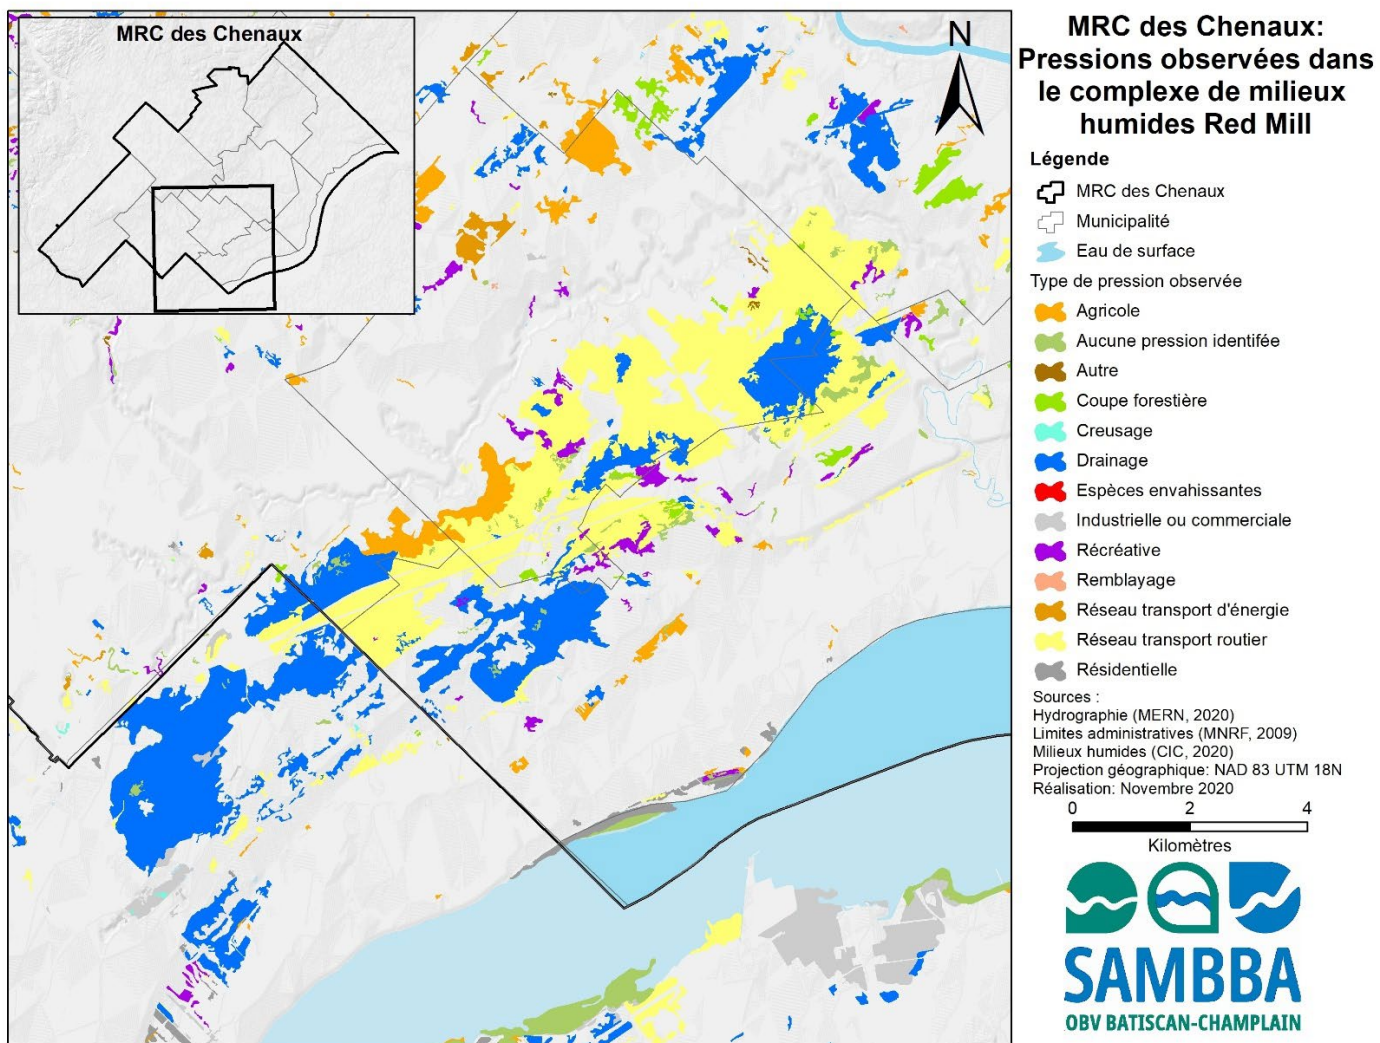 MRC des Chenaux
N
MRC des Chenaux:
Pressions observées dans
le complexe de milieux
humides Red Mill
Légende
MRC des Chenaux
Municipalité
Eau de surface
Type de pression observée
Agricole
Aucune pression identifée
Autre
Coupe forestière
Creusage
Drainage
Espèces envahissantes
Industrielle ou commerciale
Récréative
Remblayage
Réseau transport d'énergie
Réseau transport routier
Résidentielle
Sources :
Hydrographie (MERN, 2020)
Limites administratives (MNRF, 2009)
Milieux humides (CIC, 2020)
Projection géographique: NAD 83 UTM 18N
Réalisation: Novembre 2020
0 2 4
Kilomètres
SAMBBA
OBV BATISCAN-CHAMPLAIN